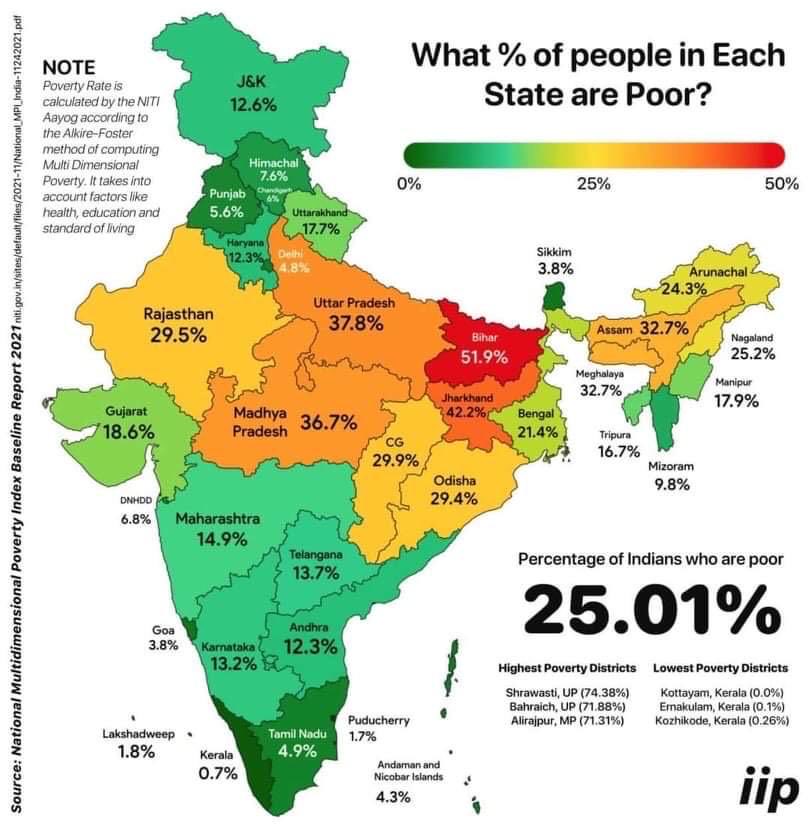 What % of people in Each
State are Poor?
0%
25%
50%
NOTE
Poverty Rate is
calculated by the NITI
Aayog according to
the Alkire-Foster
method of computing
Multi Dimensional
Poverty. It takes into
account factors like
health, education and
standard of living
Source: National Multidimensional Poverty Index Baseline Report 2021 niti.gov.in/sites/default/files/2021-11/National_MPI_India-11242021.pdf
J&K
12.6%
Himachal
7.6%
Chandigarh
6%
Punjab
5.6%
Uttarakhand
17.7%
Haryana
12.3%
Delhi
4.8%
Rajasthan
29.5%
Uttar Pradesh
37.8%
Bihar
51.9%
Sikkim
3.8%
Arunachal
24.3%
Assam 32.7%
Nagaland
25.2%
Meghalaya
32.7%
Manipur
17.9%
Tripura
16.7%
Mizoram
9.8%
Gujarat
18.6%
Madhya
Pradesh
36.7%
Jharkhand
42.2%
Bengal
21.4%
CG
29.9%
Odisha
29.4%
DNHDD
6.8%
Maharashtra
14.9%
Telangana
13.7%
Goa
3.8%
Karnataka
13.2%
Andhra
12.3%
Lakshadweep
1.8%
Kerala
0.7%
Tamil Nadu
4.9%
Puducherry
1.7%
Andaman and
Nicobar Islands
4.3%
Percentage of Indians who are poor
25.01%
Highest Poverty Districts
Shrawasti, UP (74.38%)
Bahraich, UP (71.88%)
Alirajpur, MP (71.31%)
Lowest Poverty Districts
Kottayam, Kerala (0.0%)
Ernakulam, Kerala (0.1%)
Kozhikode, Kerala (0.26%)
iip